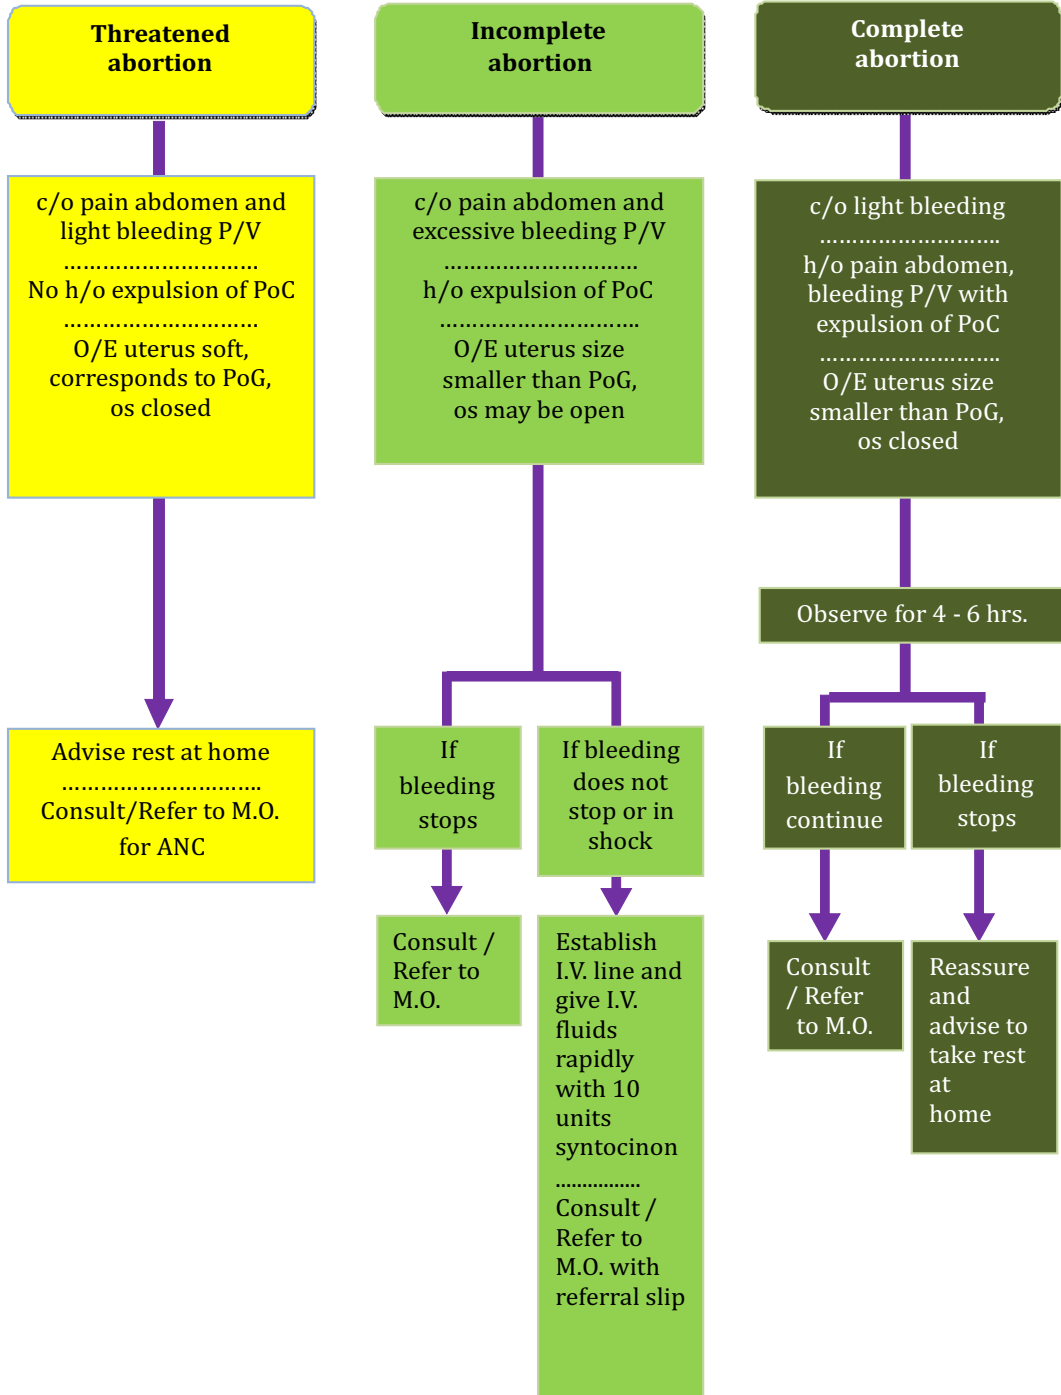 Threatened
abortion
c/o pain abdomen and
light bleeding P/V
……………………………
No h/o expulsion of PoC
……………………………
O/E uterus soft,
corresponds to PoG,
os closed
Advise rest at home
…………………………….
Consult/Refer to M.O.
for ANC
Incomplete
abortion
c/o pain abdomen and
excessive bleeding P/V
……………………………
h/o expulsion of PoC
…………………………….
O/E uterus size
smaller than PoG,
os may be open
If
bleeding
stops
Consult /
Refer to
M.O.
If bleeding
does not
stop or in
shock
Establish
I.V. line and
give I.V.
fluids
rapidly
with 10
units
syntocinon
................
Consult /
Refer to
M.O. with
referral slip
Complete
abortion
c/o light bleeding
………………………….
h/o pain abdomen,
bleeding P/V with
expulsion of PoC
………………………….
O/E uterus size
smaller than PoG,
os closed
Observe for 4 - 6 hrs.
If
bleeding
continue
Consult
/ Refer
to M.O.
If
bleeding
stops
Reassure
and
advise to
take rest
at
home